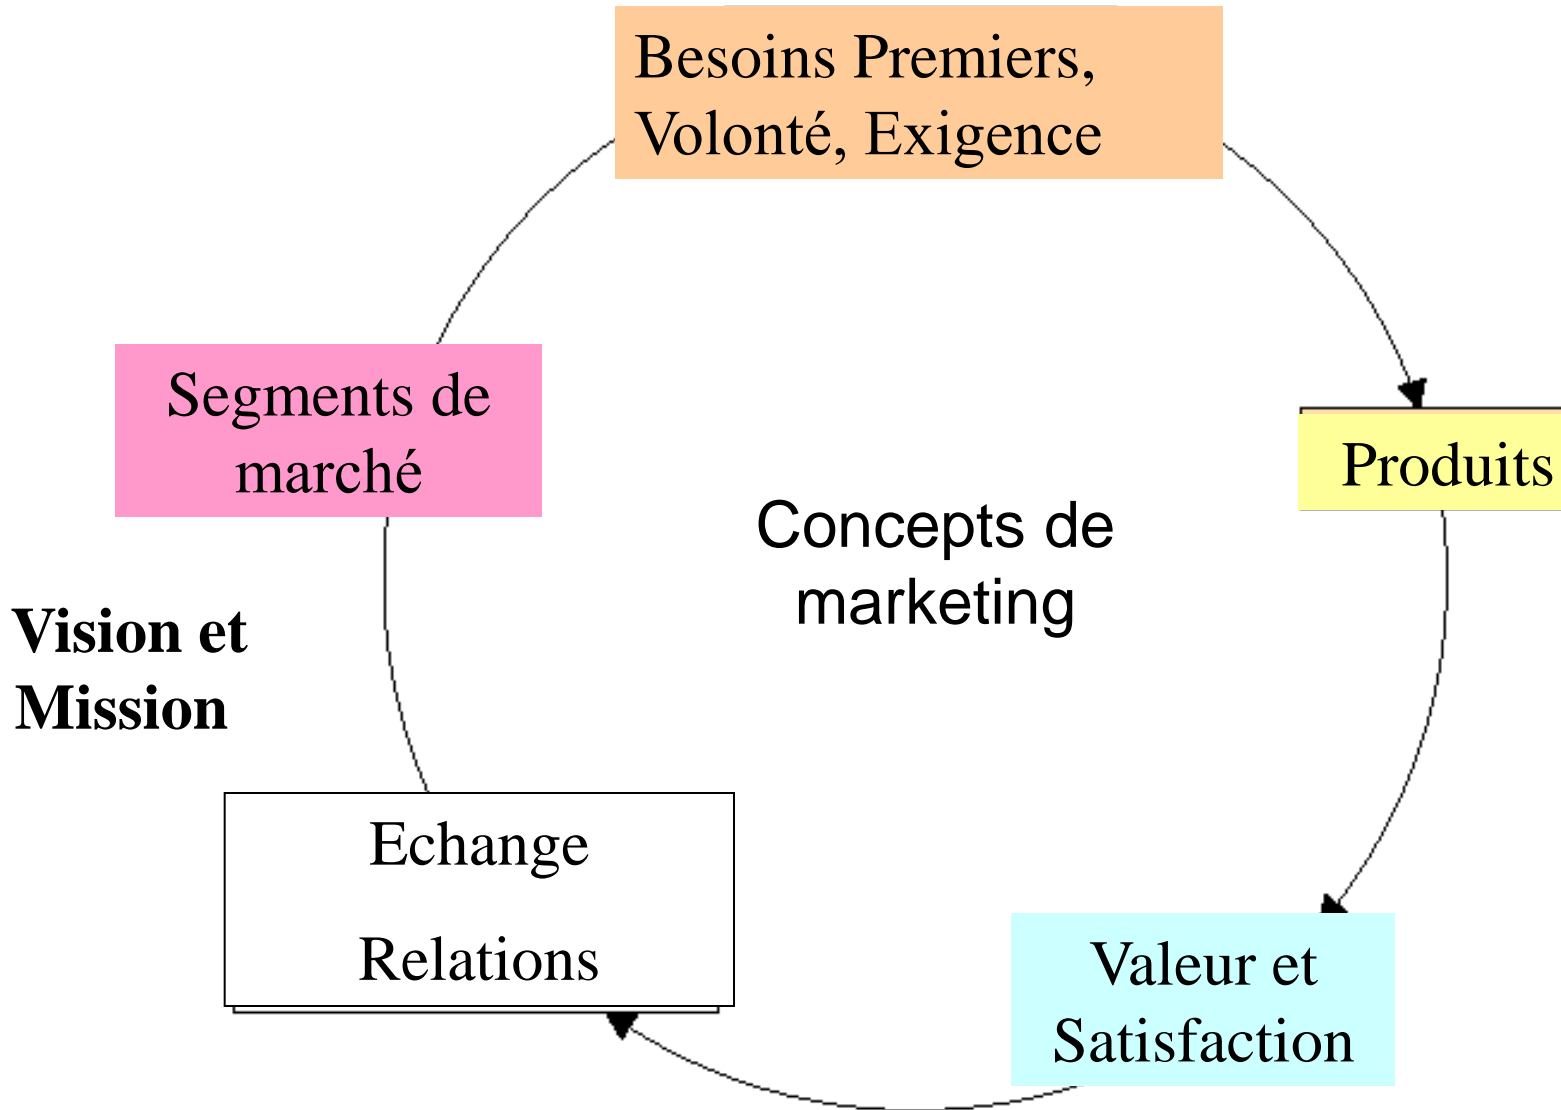 Besoins Premiers,
Volonté, Exigence
Segments de
marché
Produits
Concepts de
marketing
Vision et
Mission
Echange
Relations
Valeur et
Satisfaction